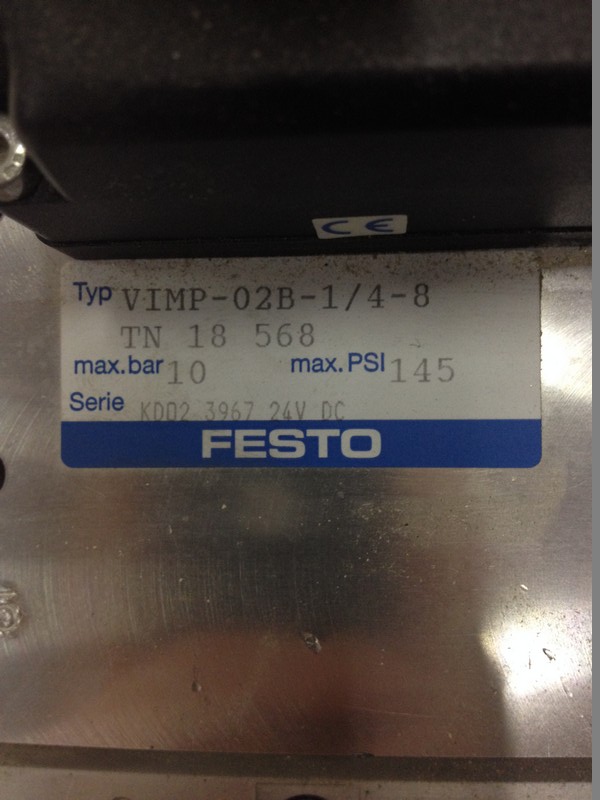 CE
Typ VIMP-02B-1/4-8
TN 18 568
max.bar 10 max.PSI 145
Serie KD02 3967 24V DC
FESTO